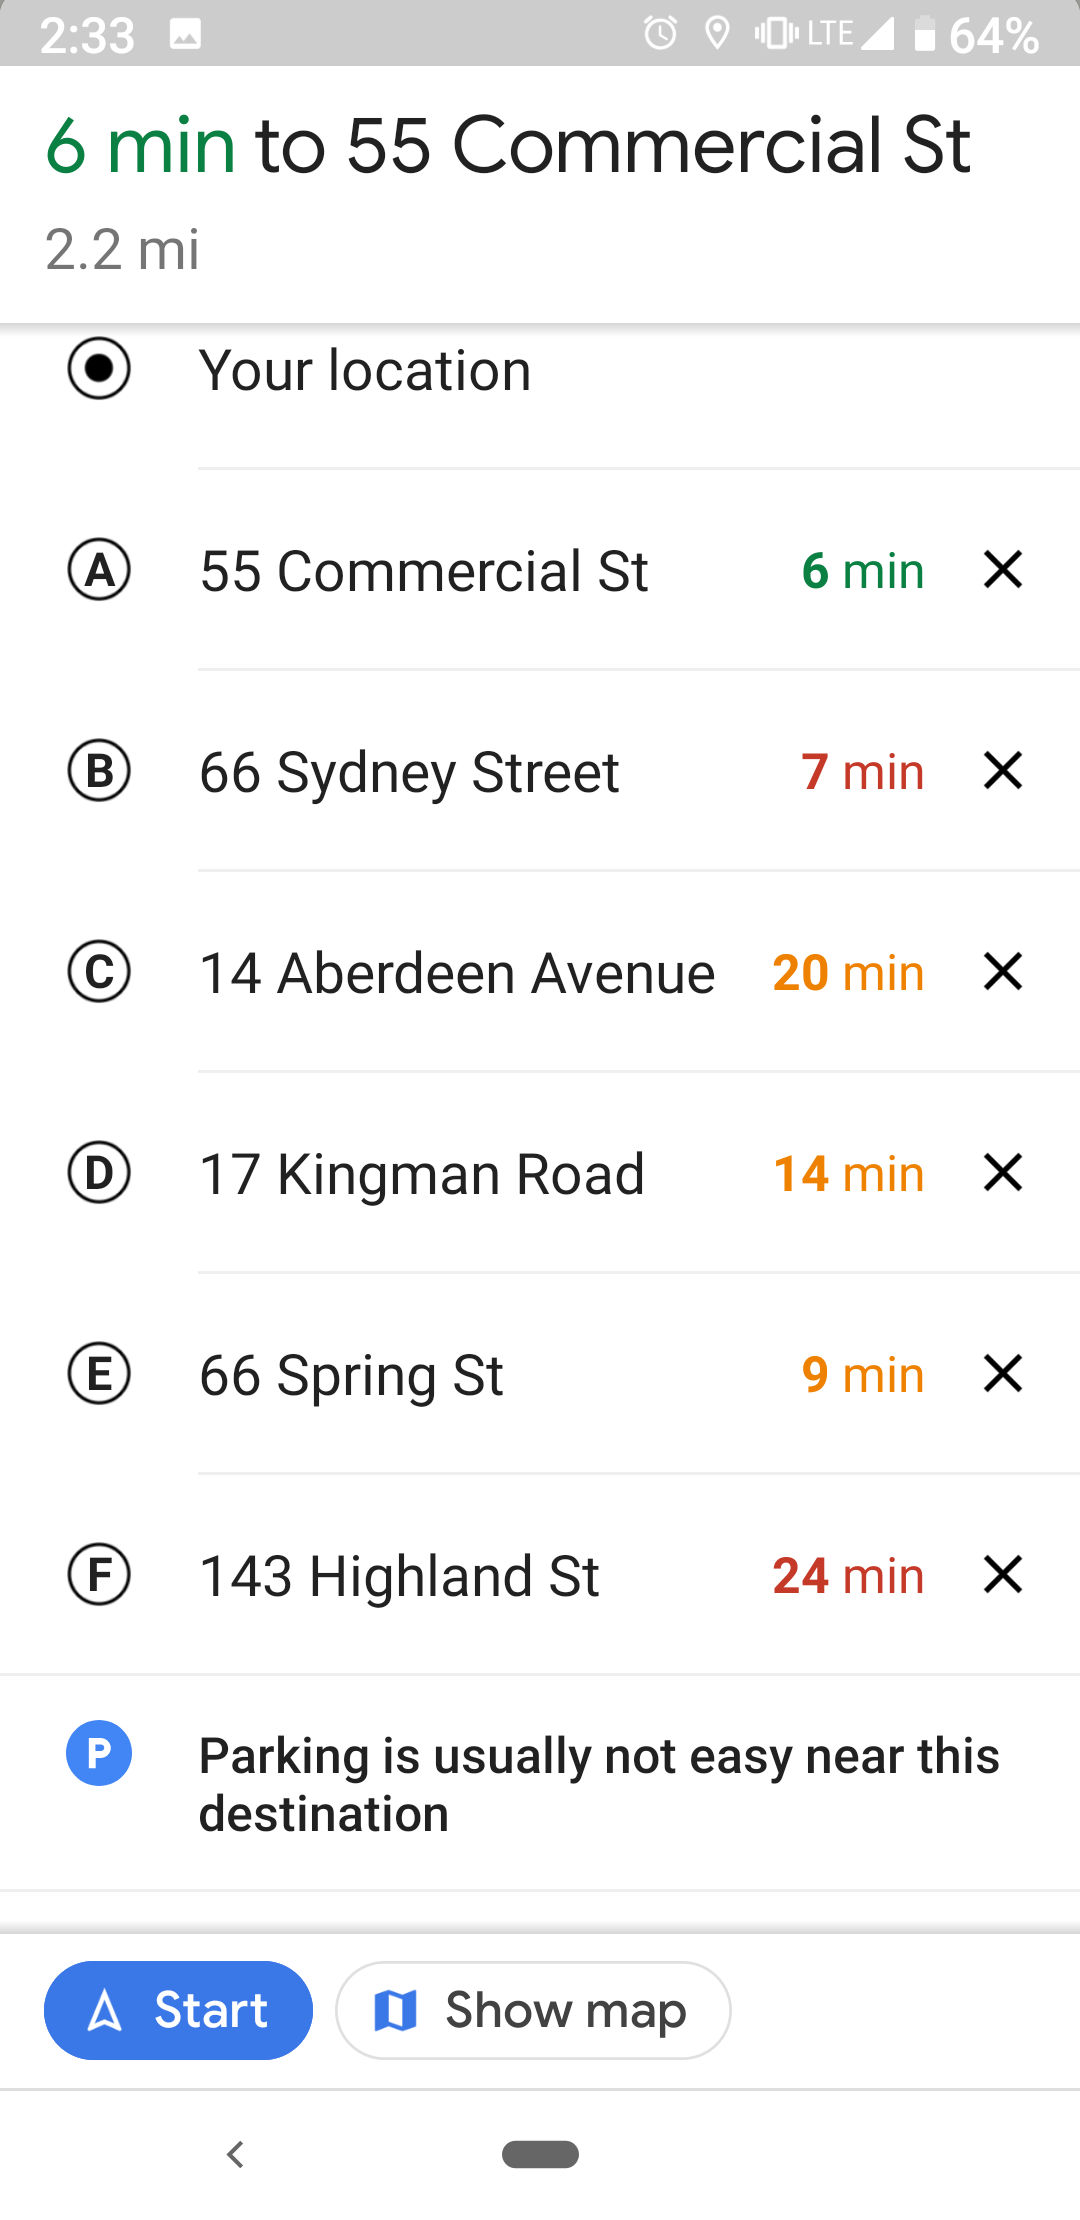 2:33 LTE 64%
6 min to 55 Commercial St
2.2 mi
Your location
A 55 Commercial St 6 min
B 66 Sydney Street 7 min
C 14 Aberdeen Avenue 20 min
D 17 Kingman Road 14 min
E 66 Spring St 9 min
F 143 Highland St 24 min
P Parking is usually not easy near this
destination
Start Show map